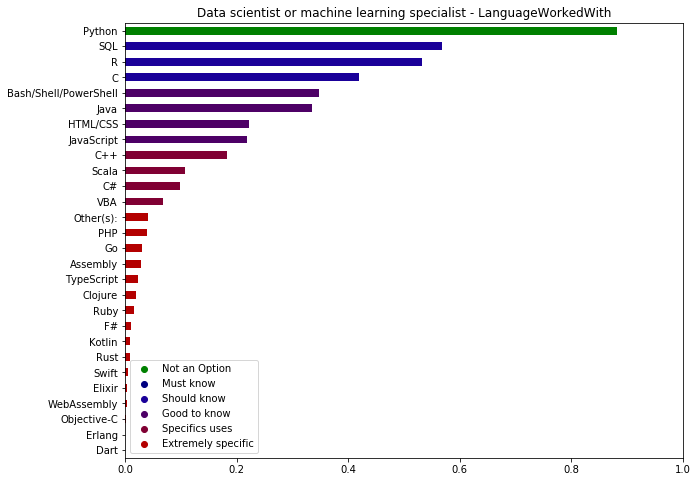 Data scientist or machine learning specialist - LanguageWorkedWith
Python
SQL
R
C
Bash/Shell/PowerShell
Java
HTML/CSS
JavaScript
C++
Scala
C#
VBA
Other(s):
PHP
Go
Assembly
TypeScript
Clojure
Ruby
F#
Kotlin
Rust
Swift
Elixir
WebAssembly
Objective-C
Erlang
Dart
Not an Option
Must know
Should know
Good to know
Specifics uses
Extremely specific
0.0 0.2 0.4 0.6 0.8 1.0